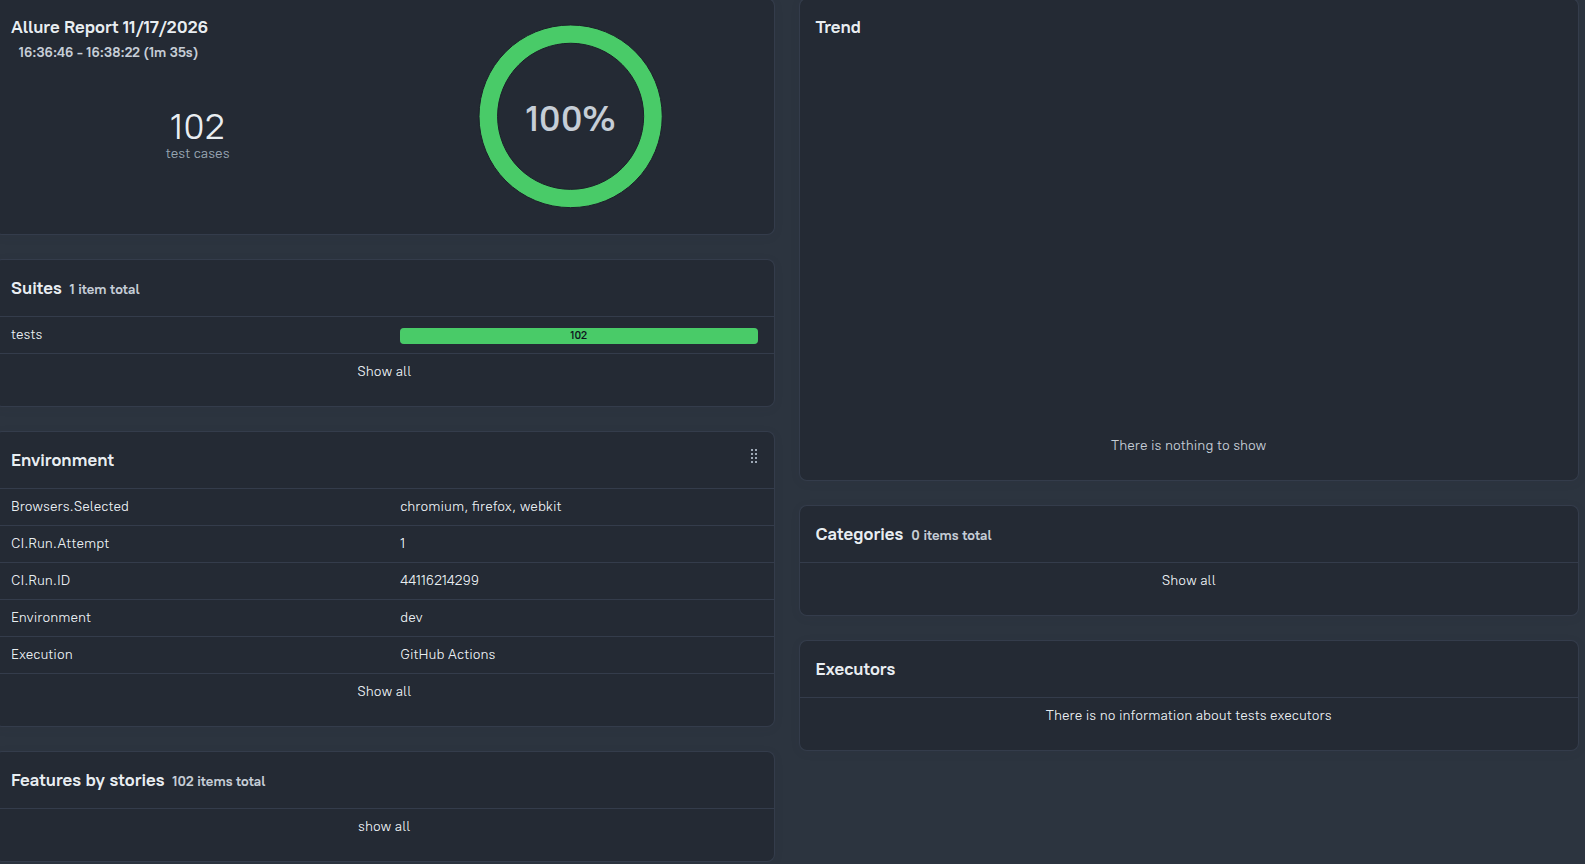 Allure Report 11/17/2026
16:36:46 - 16:38:22 (1m 35s)
102
test cases
100%
Suites 1 item total
tests 102
Show all
Environment
Browsers.Selected chromium, firefox, webkit
CI.Run.Attempt 1
CI.Run.ID 44116214299
Environment dev
Execution GitHub Actions
Show all
Features by stories 102 items total
show all
Trend
There is nothing to show
Categories 0 items total
Show all
Executors
There is no information about tests executors